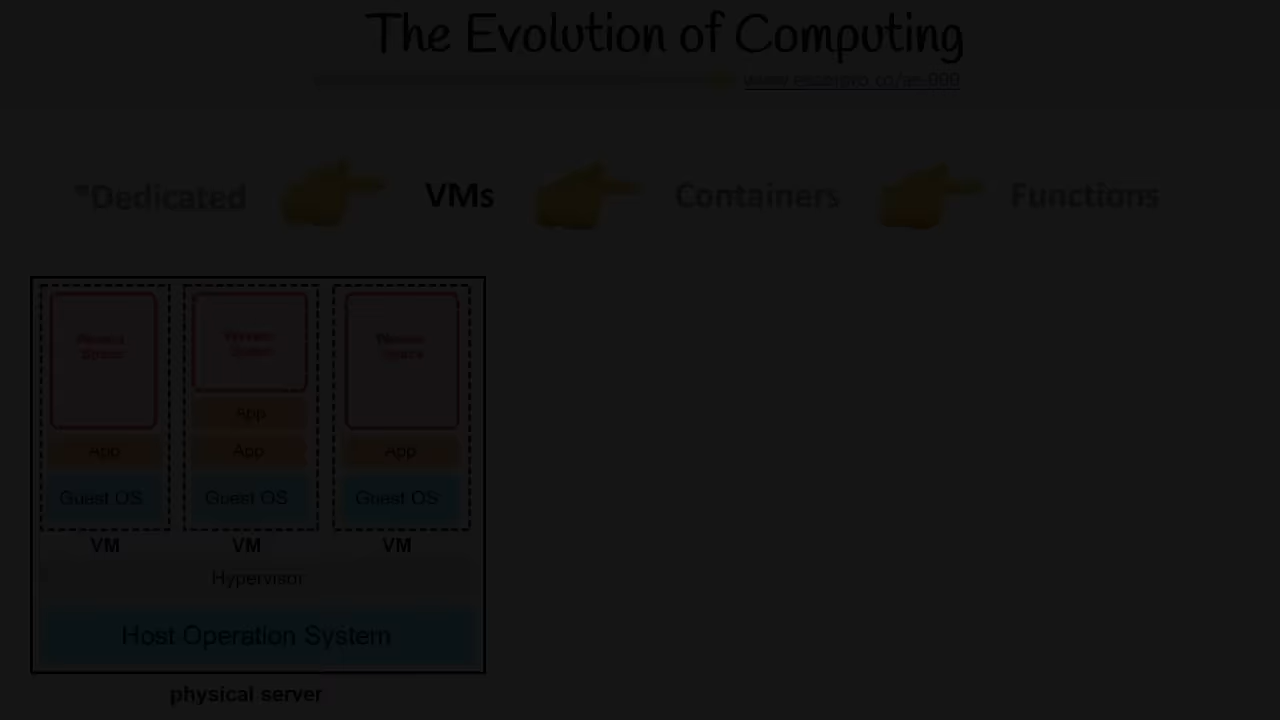 The Evolution of Computing
*Dedicated VMs Containers Functions
App
App App App
Guest OS Guest OS Guest OS
VM VM VM
Hypervisor
Host Operation System
physical server